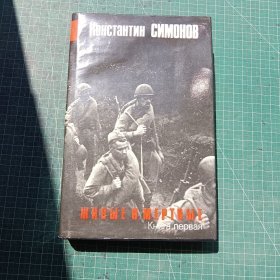 Константин СИМОНОВ
ЖИВЫЕ И МЕРТВЫЕ
Книга первая